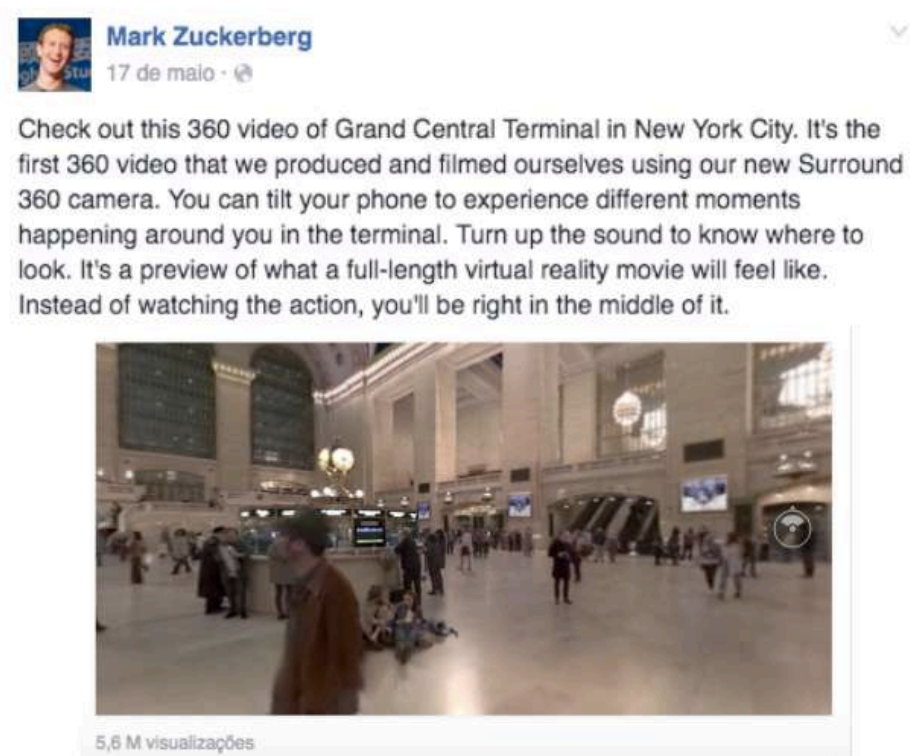 Mark Zuckerberg
17 de maio ·
Check out this 360 video of Grand Central Terminal in New York City. It's the
first 360 video that we produced and filmed ourselves using our new Surround
360 camera. You can tilt your phone to experience different moments
happening around you in the terminal. Turn up the sound to know where to
look. It's a preview of what a full-length virtual reality movie will feel like.
Instead of watching the action, you'll be right in the middle of it.
5,6 M visualizações